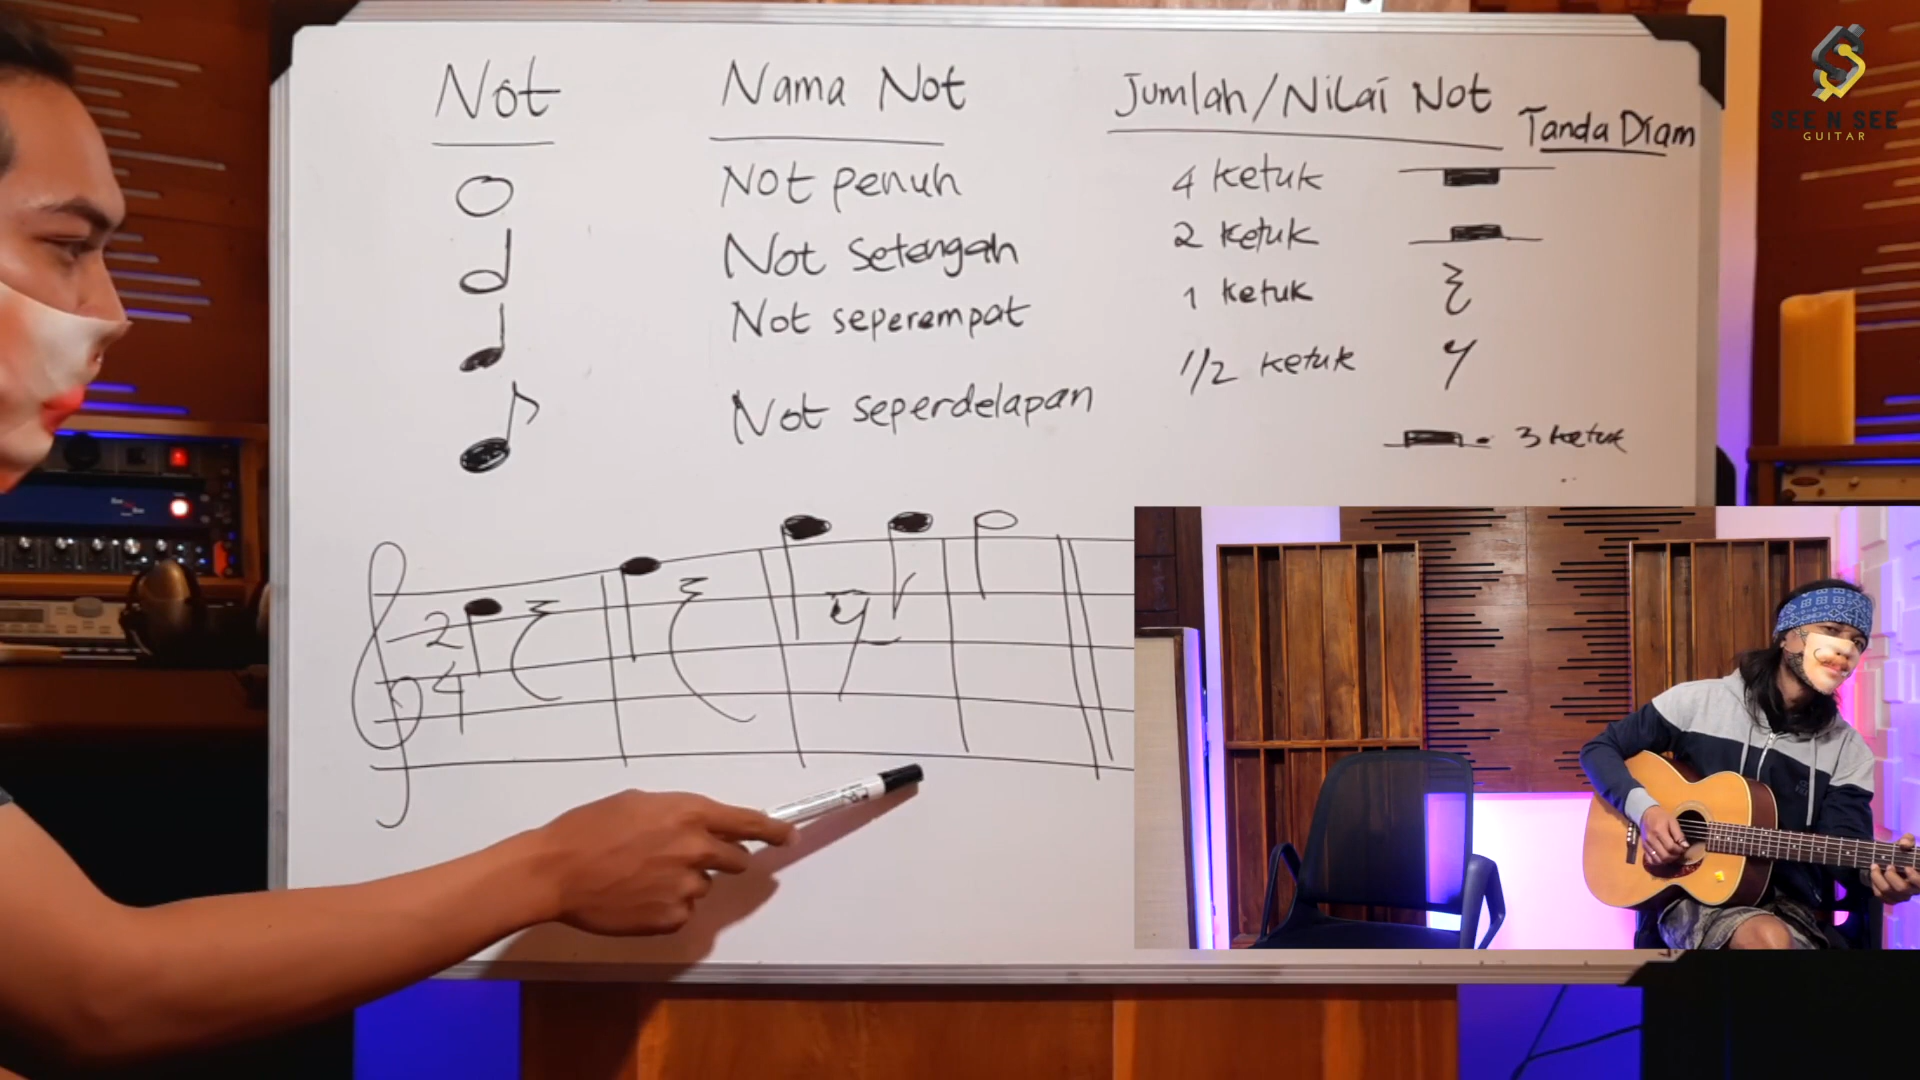 Not Nama Not Jumlah/Nilai Not Tanda Diam
Not penuh 4 ketuk
Not setengah 2 ketuk
Not seperempat 1 ketuk
Not seperdelapan 1/2 ketuk
3 ketuk
2
4
SEE N SEE
GUITAR